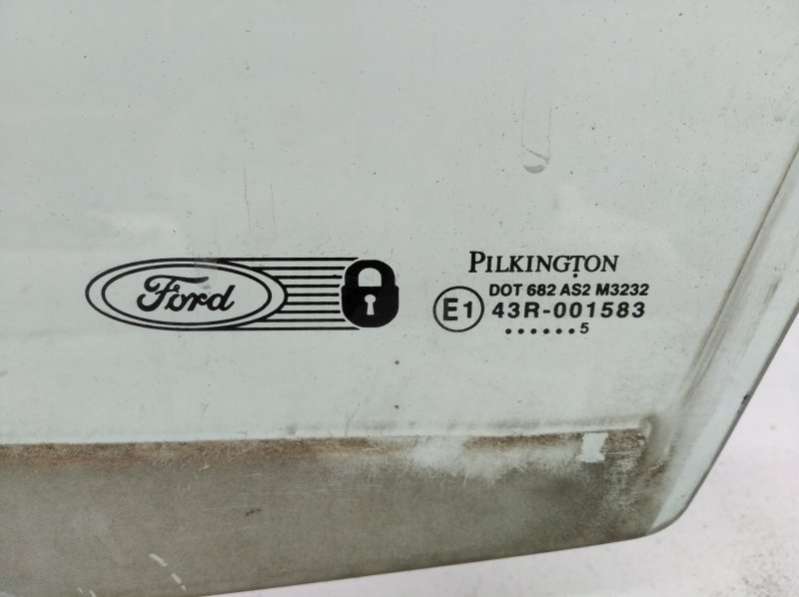 Ford
PILKINGTON
DOT 682 AS2 M3232
E1 43R-001583
......5